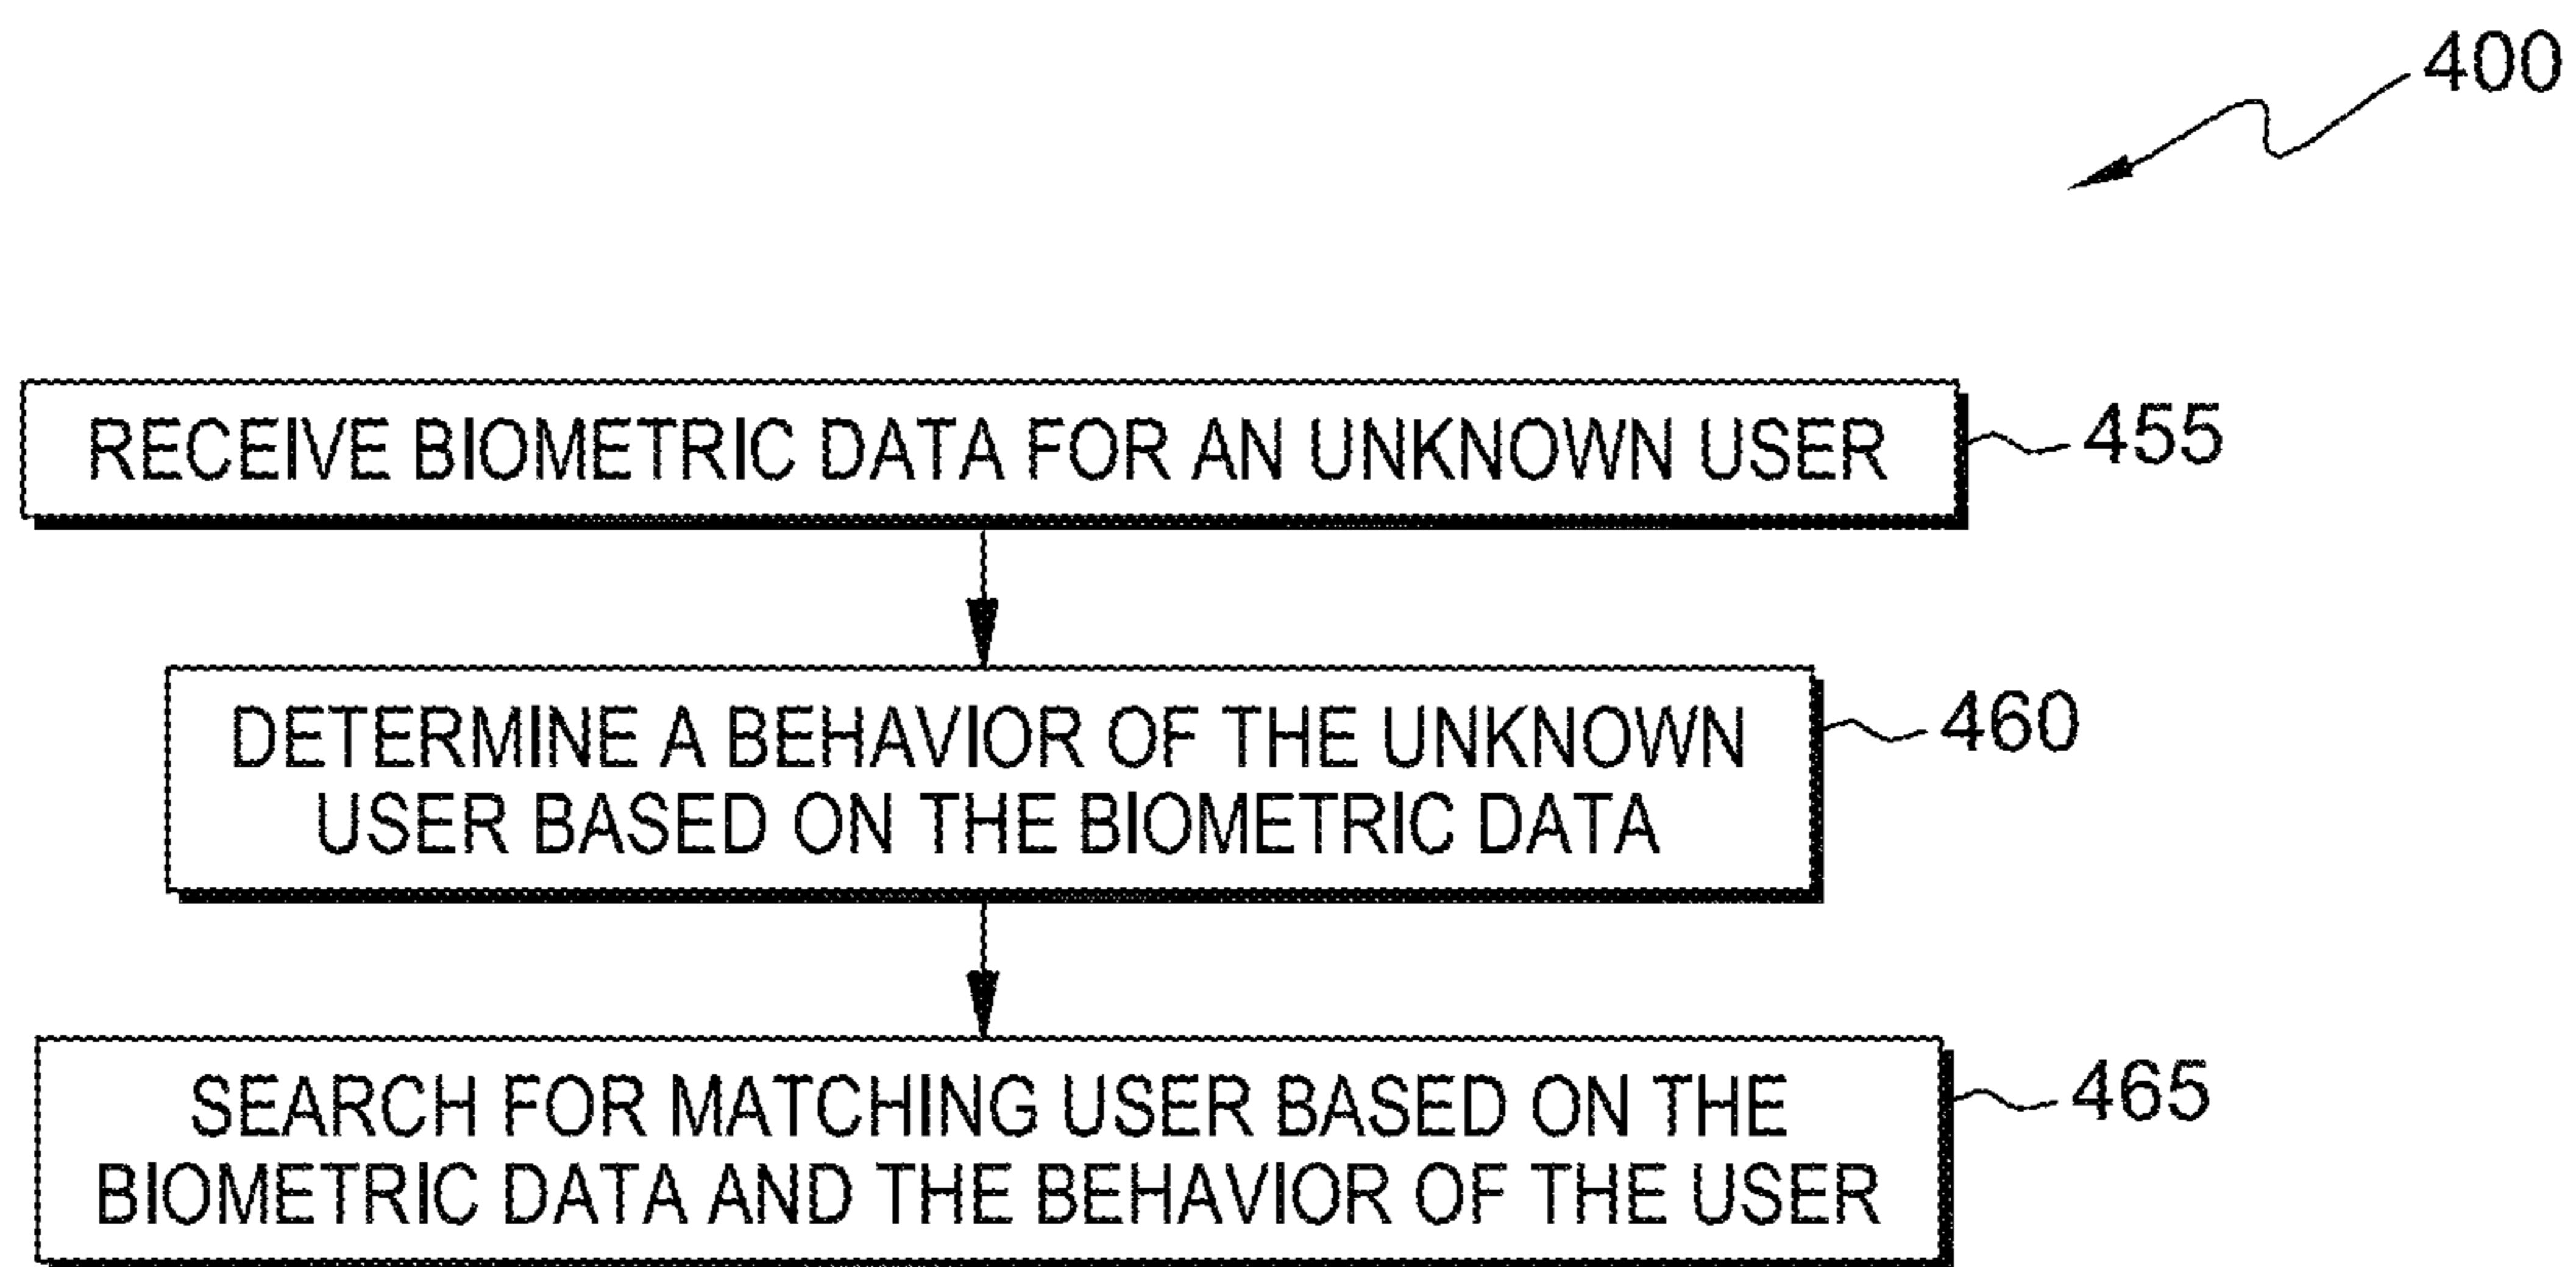 400
RECEIVE BIOMETRIC DATA FOR AN UNKNOWN USER
455
DETERMINE A BEHAVIOR OF THE UNKNOWN
USER BASED ON THE BIOMETRIC DATA
460
SEARCH FOR MATCHING USER BASED ON THE
BIOMETRIC DATA AND THE BEHAVIOR OF THE USER
465